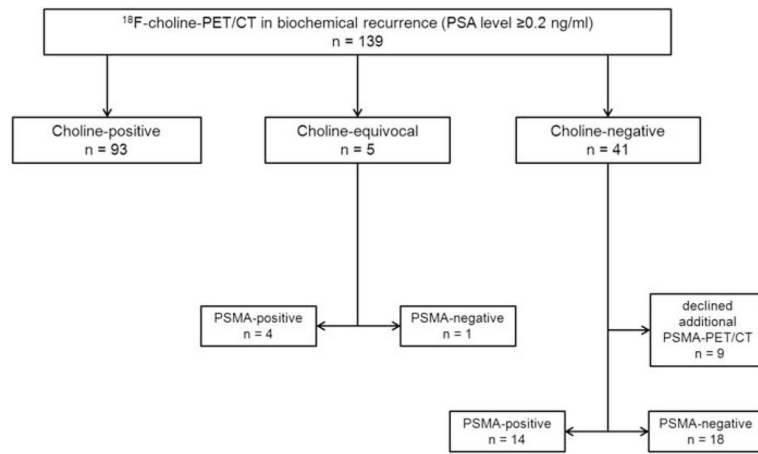 ¹⁸F-choline-PET/CT in biochemical recurrence (PSA level ≥0.2 ng/ml)
n = 139
Choline-positive
n = 93
Choline-equivocal
n = 5
Choline-negative
n = 41
PSMA-positive
n = 4
PSMA-negative
n = 1
declined
additional
PSMA-PET/CT
n = 9
PSMA-positive
n = 14
PSMA-negative
n = 18